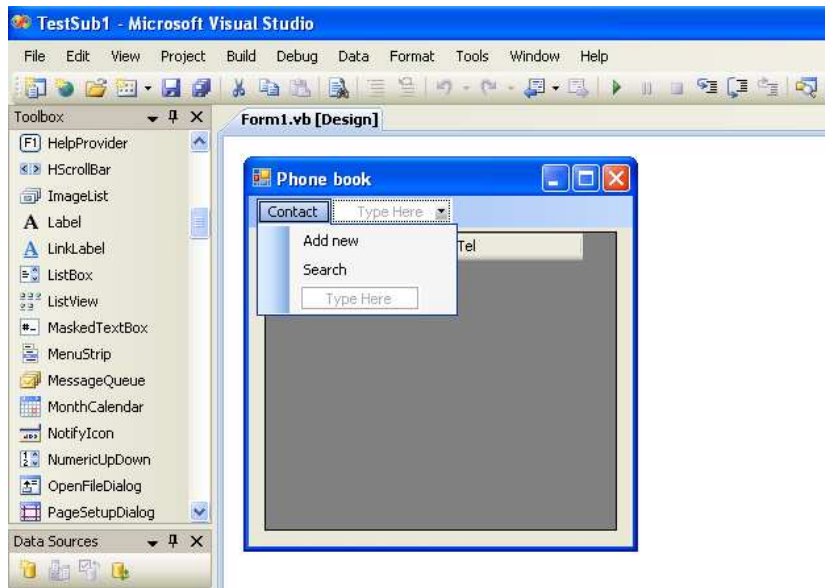 TestSub1 - Microsoft Visual Studio
File Edit View Project Build Debug Data Format Tools Window Help
Toolbox
Form1.vb [Design]
F1 HelpProvider
HScrollBar
ImageList
A Label
A LinkLabel
ListBox
ListView
#- MaskedTextBox
MenuStrip
MessageQueue
MonthCalendar
NotifyIcon
NumericUpDown
OpenFileDialog
PageSetupDialog
Data Sources
Phone book
Contact Type Here
Add new
Tel
Search
Type Here